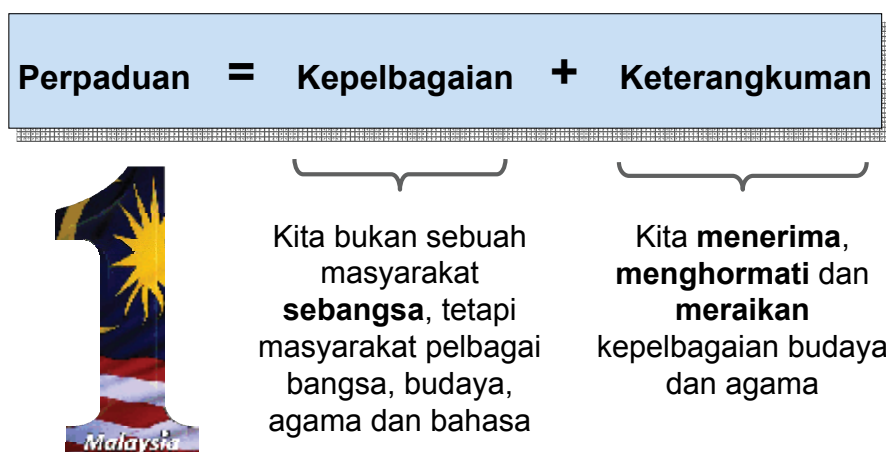 Perpaduan = Kepelbagaian + Keterangkuman
Kita bukan sebuah
masyarakat
sebangsa, tetapi
masyarakat pelbagai
bangsa, budaya,
agama dan bahasa
Kita menerima,
menghormati dan
meraikan
kepelbagaian budaya
dan agama
1
Malaysia